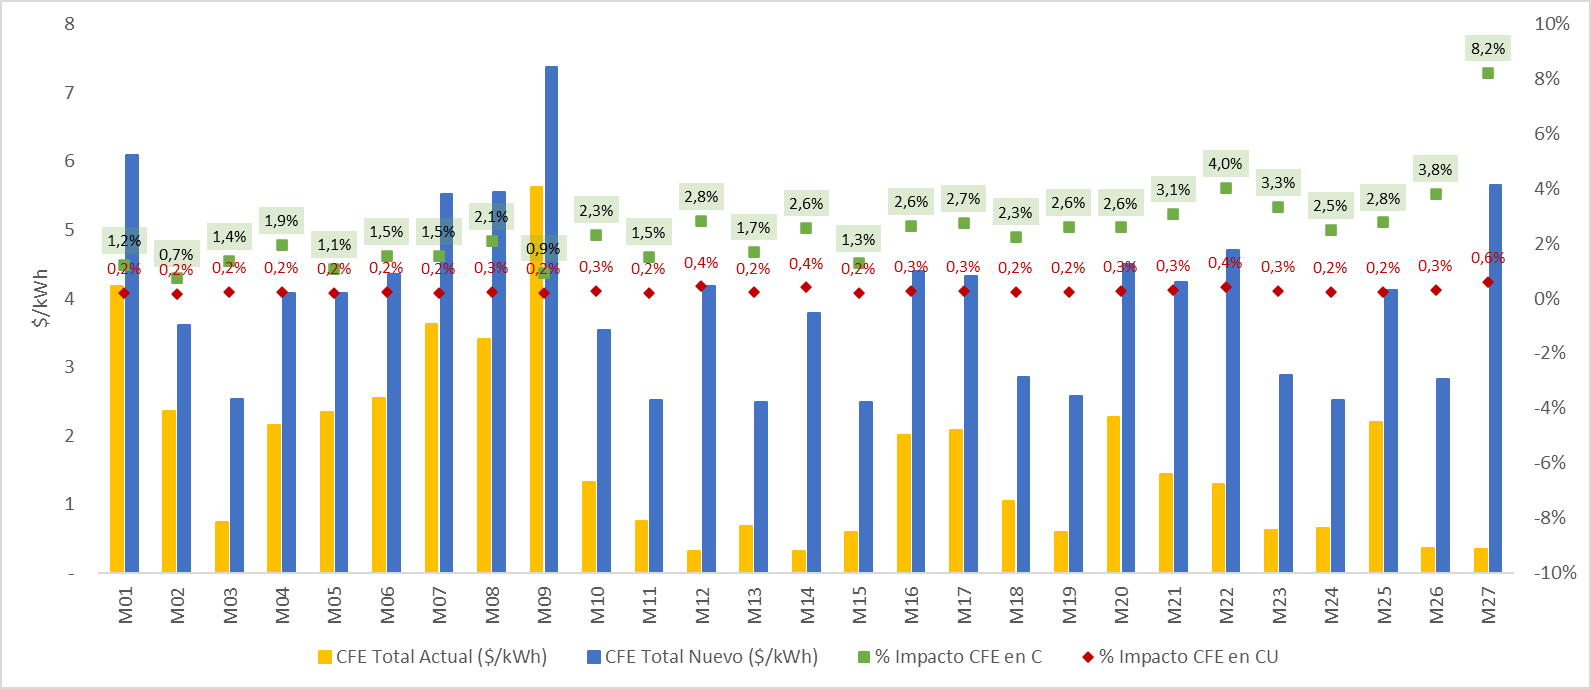 8
7
6
5
4
3
2
1
-
$/kWh
10%
8%
6%
4%
2%
0%
-2%
-4%
-6%
-8%
-10%
1,2%
0,7%
1,4%
1,9%
1,1%
1,5%
1,5%
2,1%
0,9%
2,3%
1,5%
2,8%
1,7%
2,6%
1,3%
2,6%
2,7%
2,3%
2,6%
2,6%
3,1%
4,0%
3,3%
2,5%
2,8%
3,8%
8,2%
0,2%
0,2%
0,2%
0,2%
0,2%
0,2%
0,2%
0,3%
0,2%
0,3%
0,2%
0,4%
0,2%
0,4%
0,2%
0,3%
0,3%
0,2%
0,2%
0,3%
0,3%
0,4%
0,3%
0,2%
0,2%
0,3%
0,6%
M01
M02
M03
M04
M05
M06
M07
M08
M09
M10
M11
M12
M13
M14
M15
M16
M17
M18
M19
M20
M21
M22
M23
M24
M25
M26
M27
CFE Total Actual ($/kWh)
CFE Total Nuevo ($/kWh)
% Impacto CFE en C
% Impacto CFE en CU